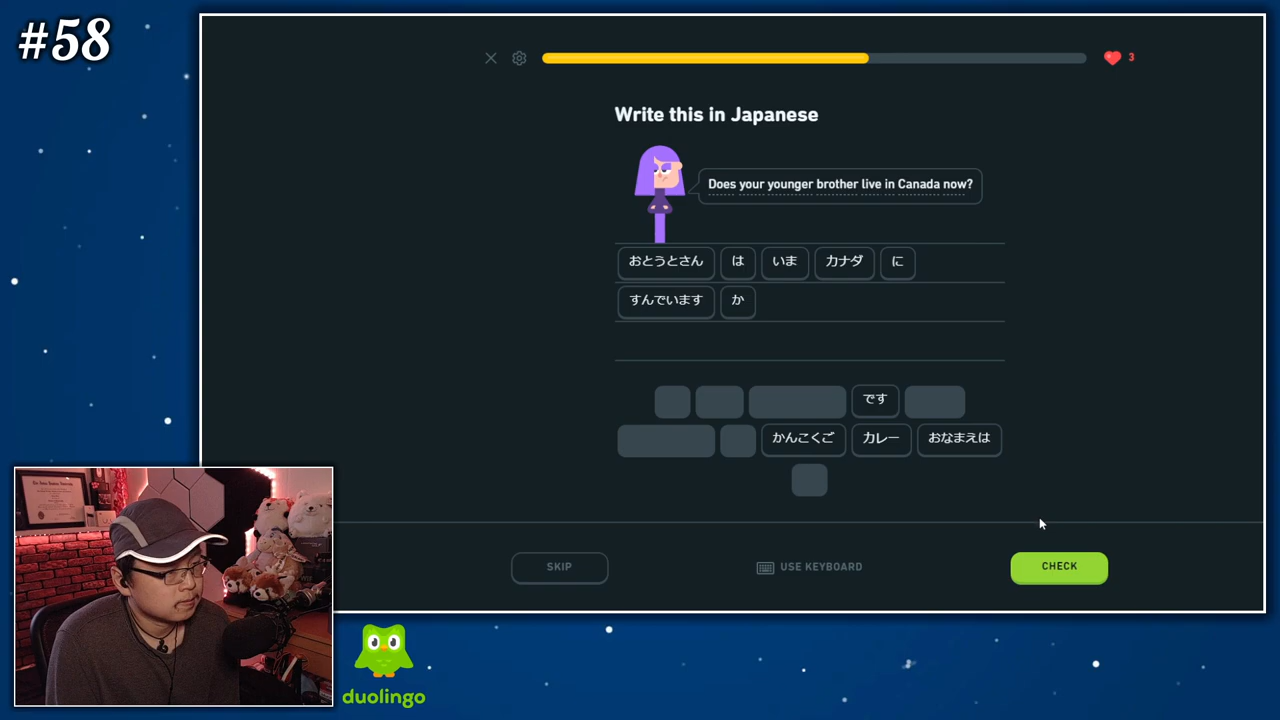 #58
3
Write this in Japanese
Does your younger brother live in Canada now?
おとうとさん は いま カナダ に
すんでいます か
です
かんこくご カレー おなまえは
SKIP
USE KEYBOARD
CHECK
duolingo